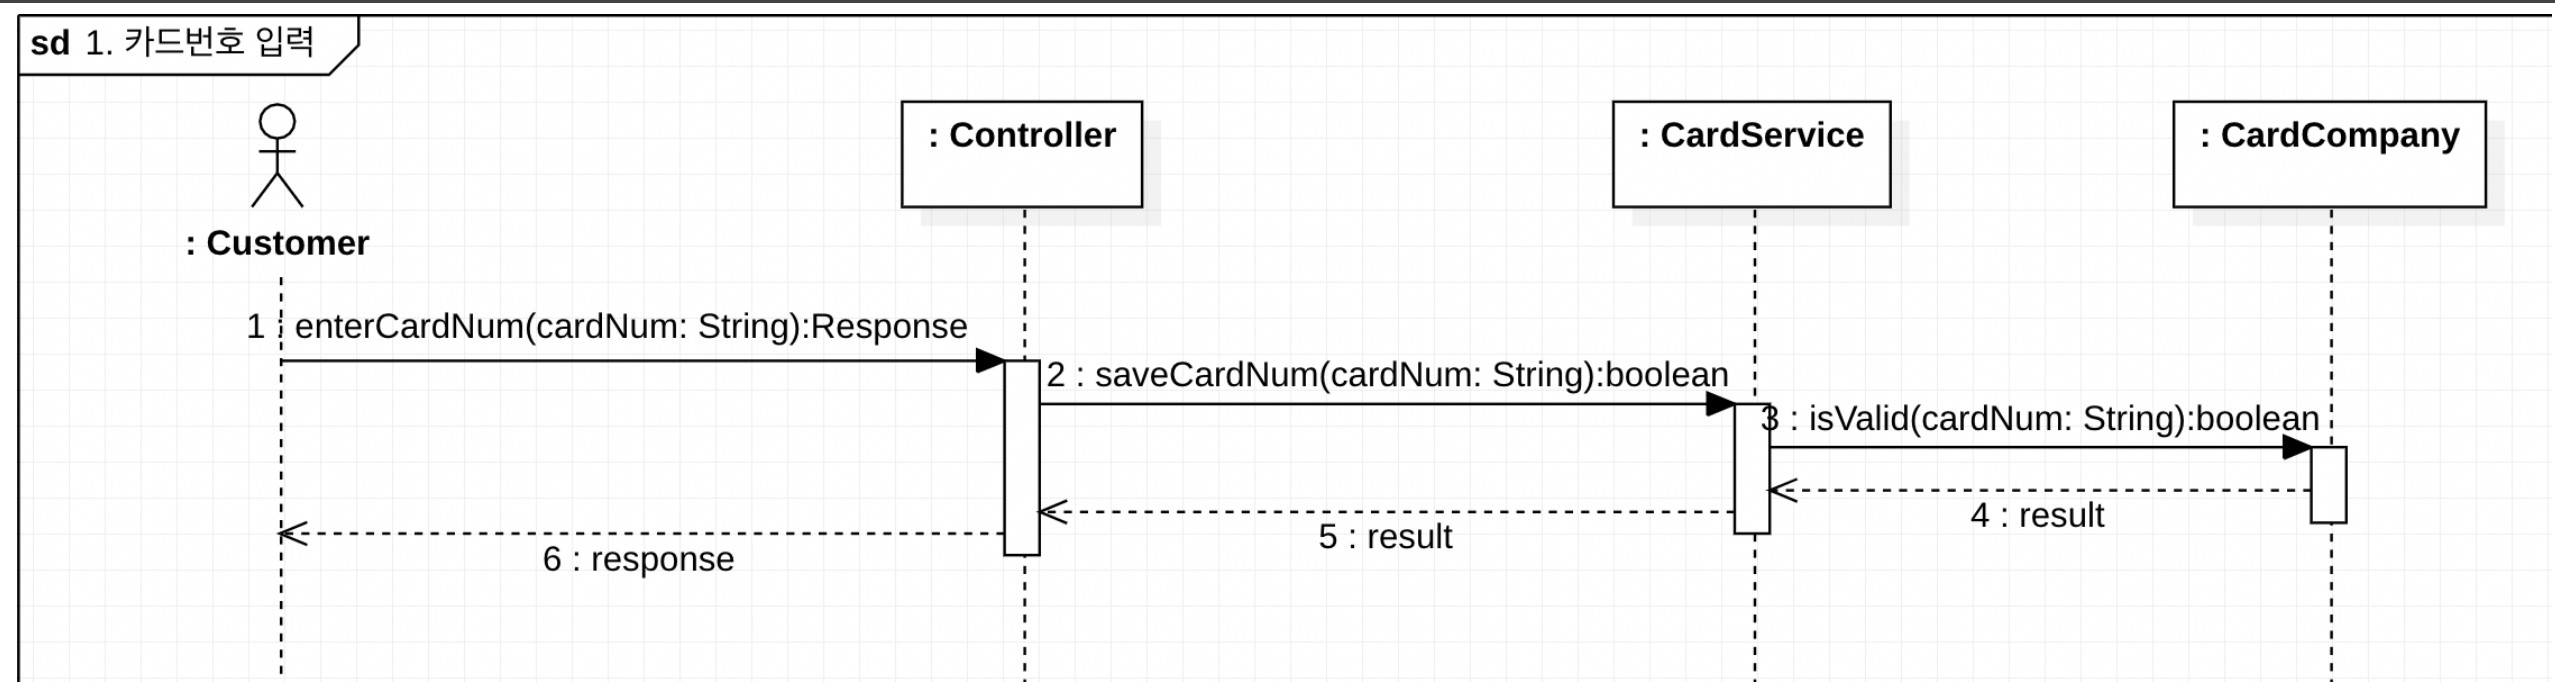 sd 1. 카드번호 입력
: Customer
: Controller
: CardService
: CardCompany
1 : enterCardNum(cardNum: String):Response
2 : saveCardNum(cardNum: String):boolean
3 : isValid(cardNum: String):boolean
4 : result
5 : result
6 : response